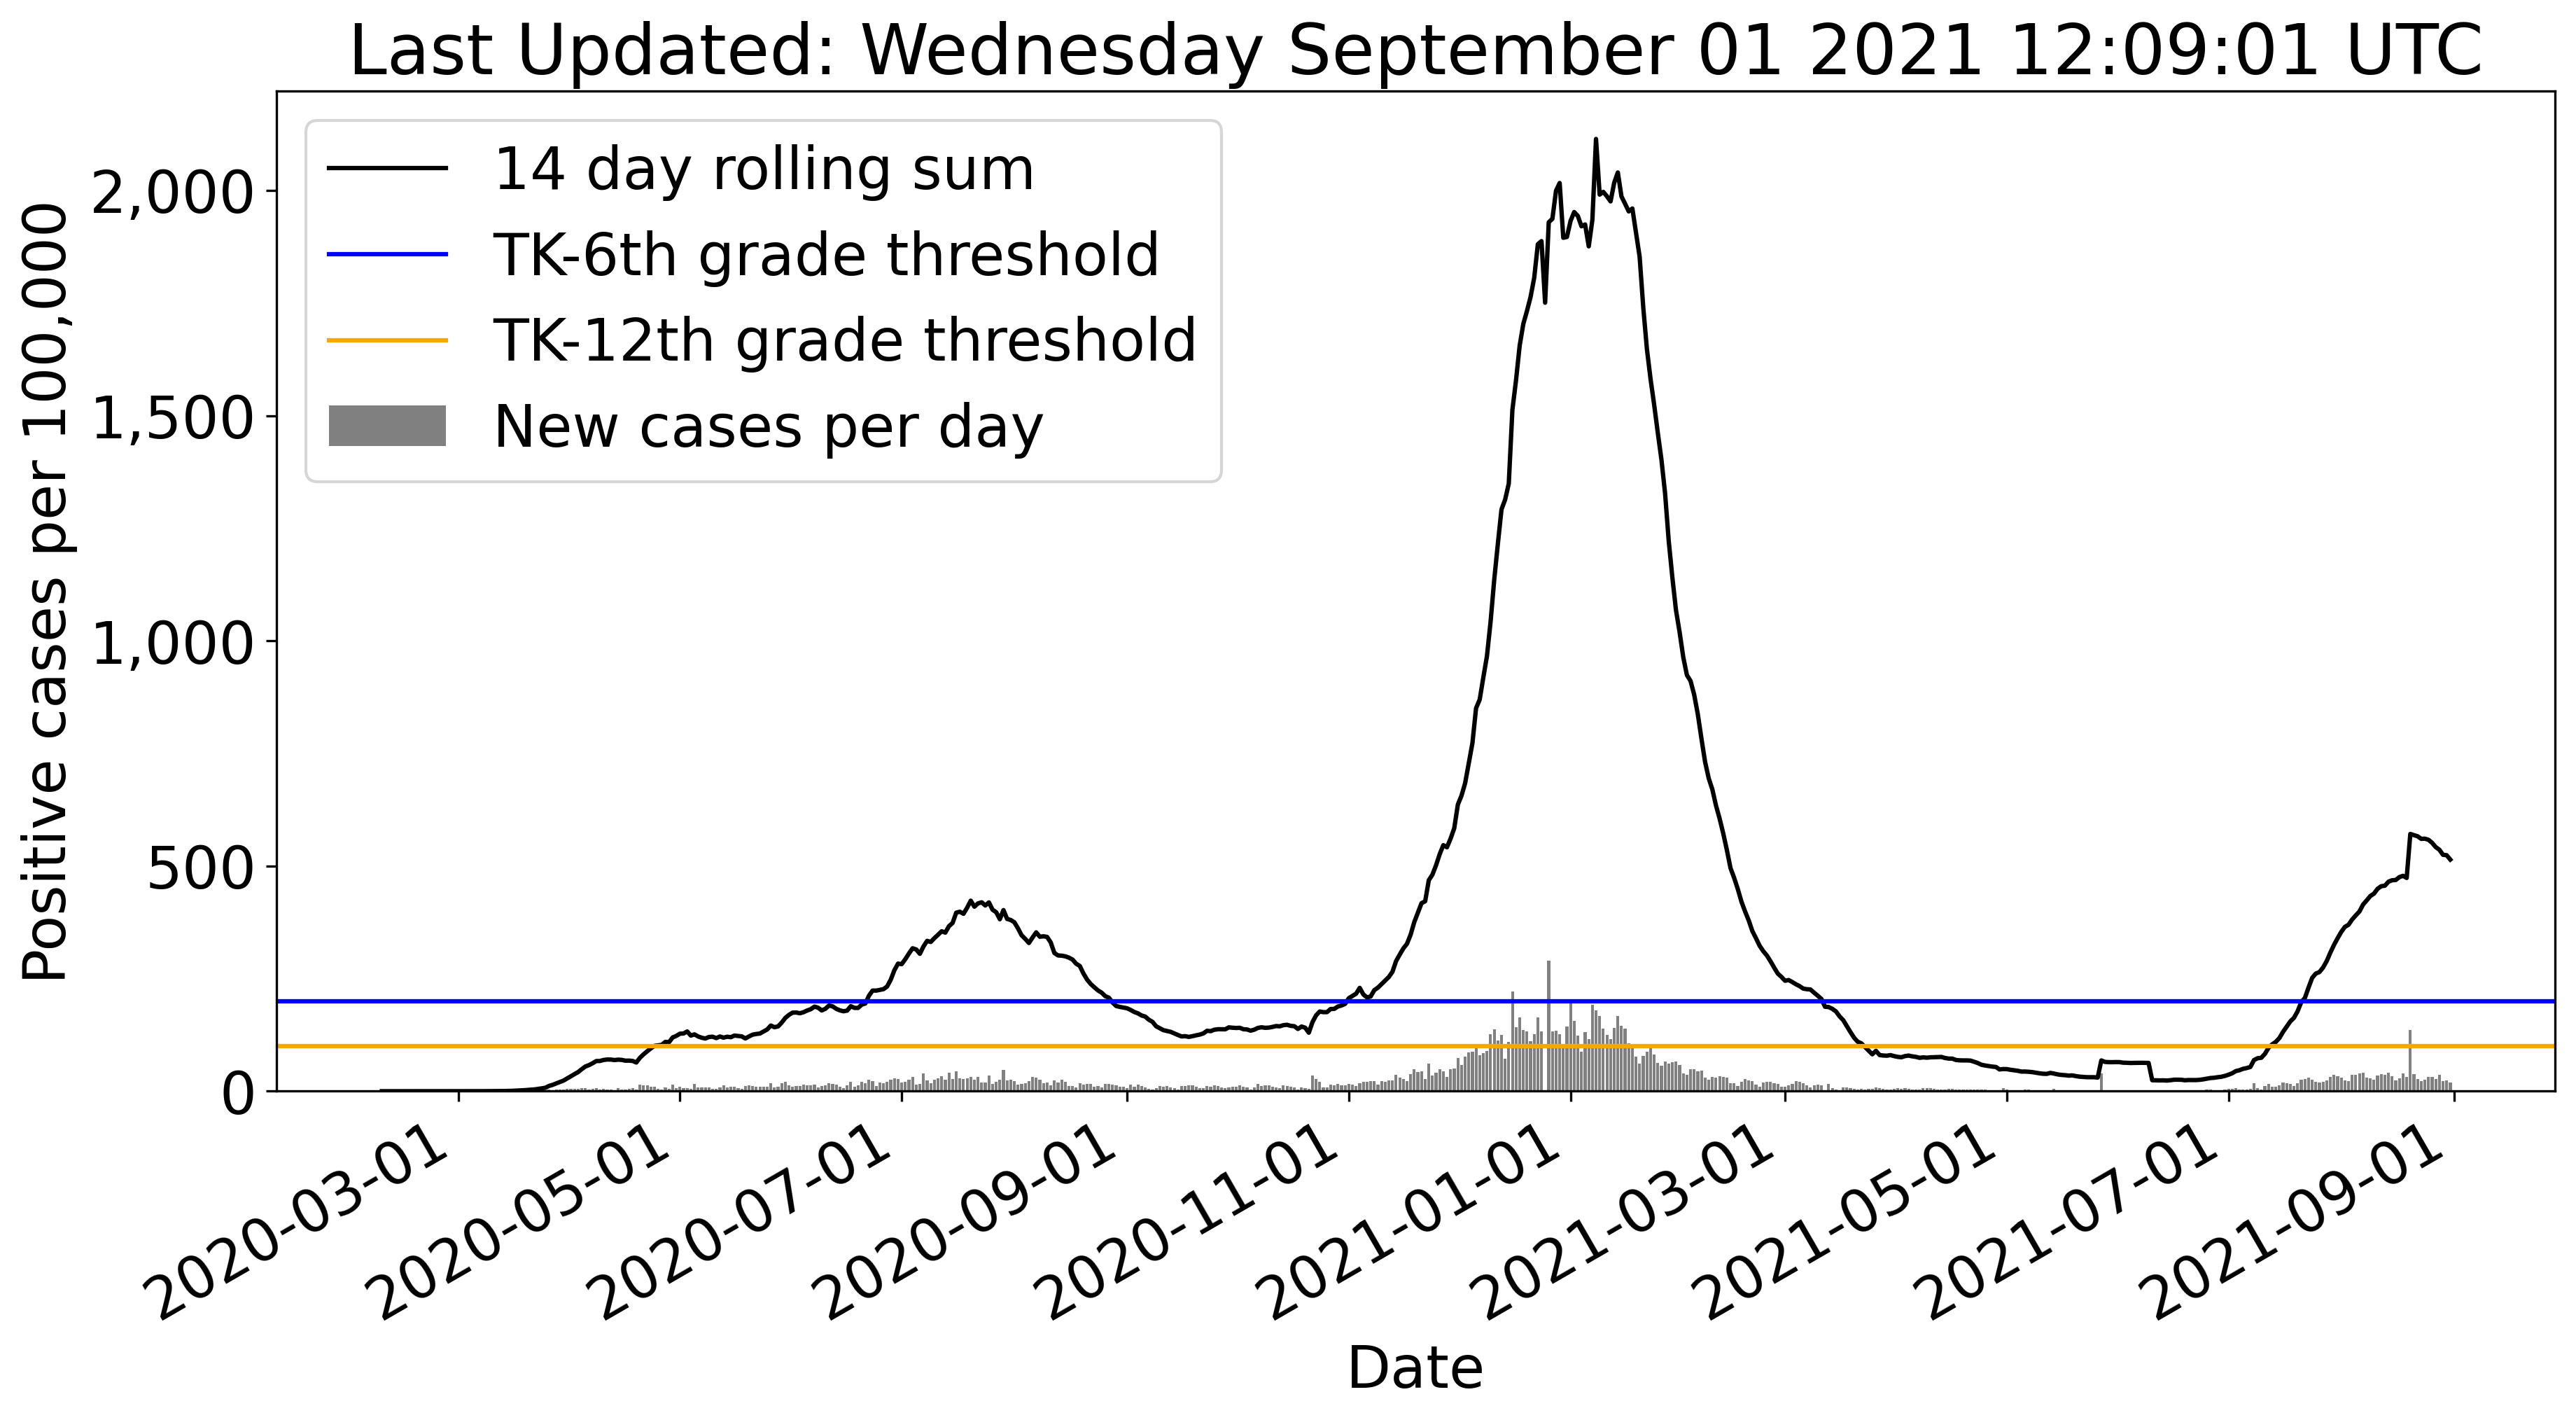 Last Updated: Wednesday September 01 2021 12:09:01 UTC
14 day rolling sum
TK-6th grade threshold
TK-12th grade threshold
New cases per day
Positive cases per 100,000
2,000
1,500
1,000
500
0
2020-03-01
2020-05-01
2020-07-01
2020-09-01
2020-11-01
2021-01-01
2021-03-01
2021-05-01
2021-07-01
2021-09-01
Date